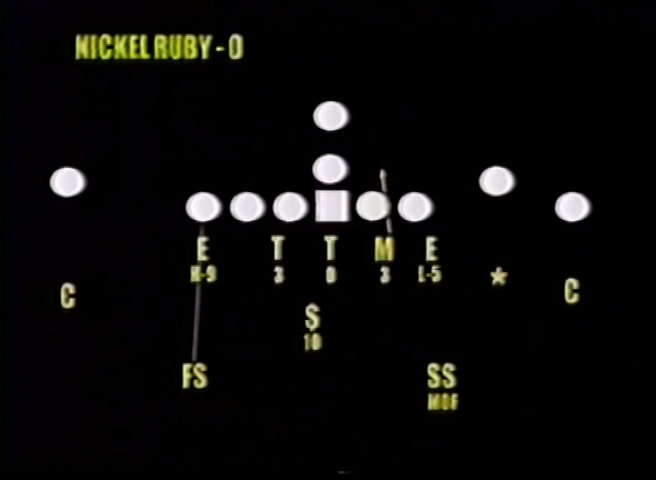 NICKEL RUBY - 0
E T T M E
N-9 3 0 3 L-5 *
C C
$
10
FS SS
MOF